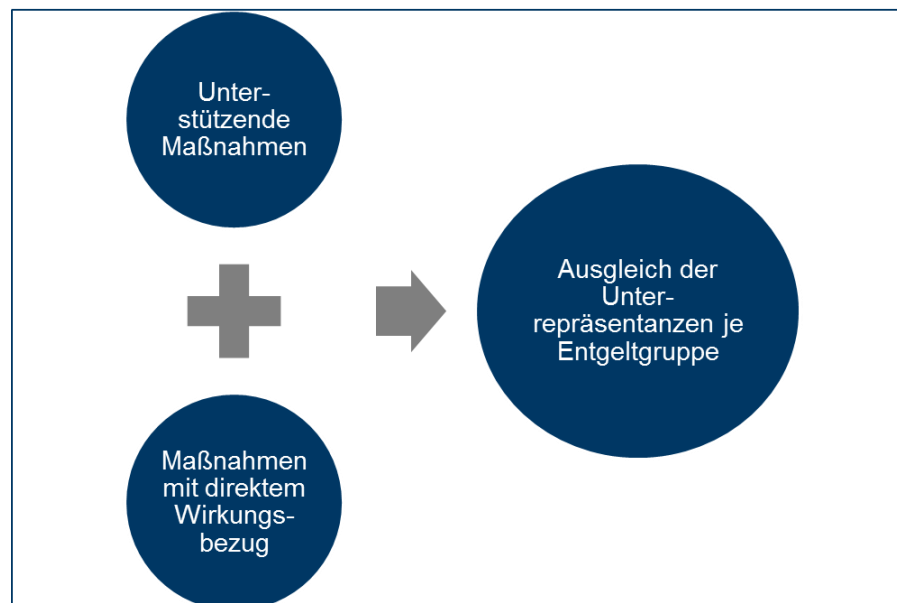 Unter-
stützende
Maßnahmen
Maßnahmen
mit direktem
Wirkungs-
bezug
Ausgleich der
Unter-
repräsentanzen je
Entgeltgruppe